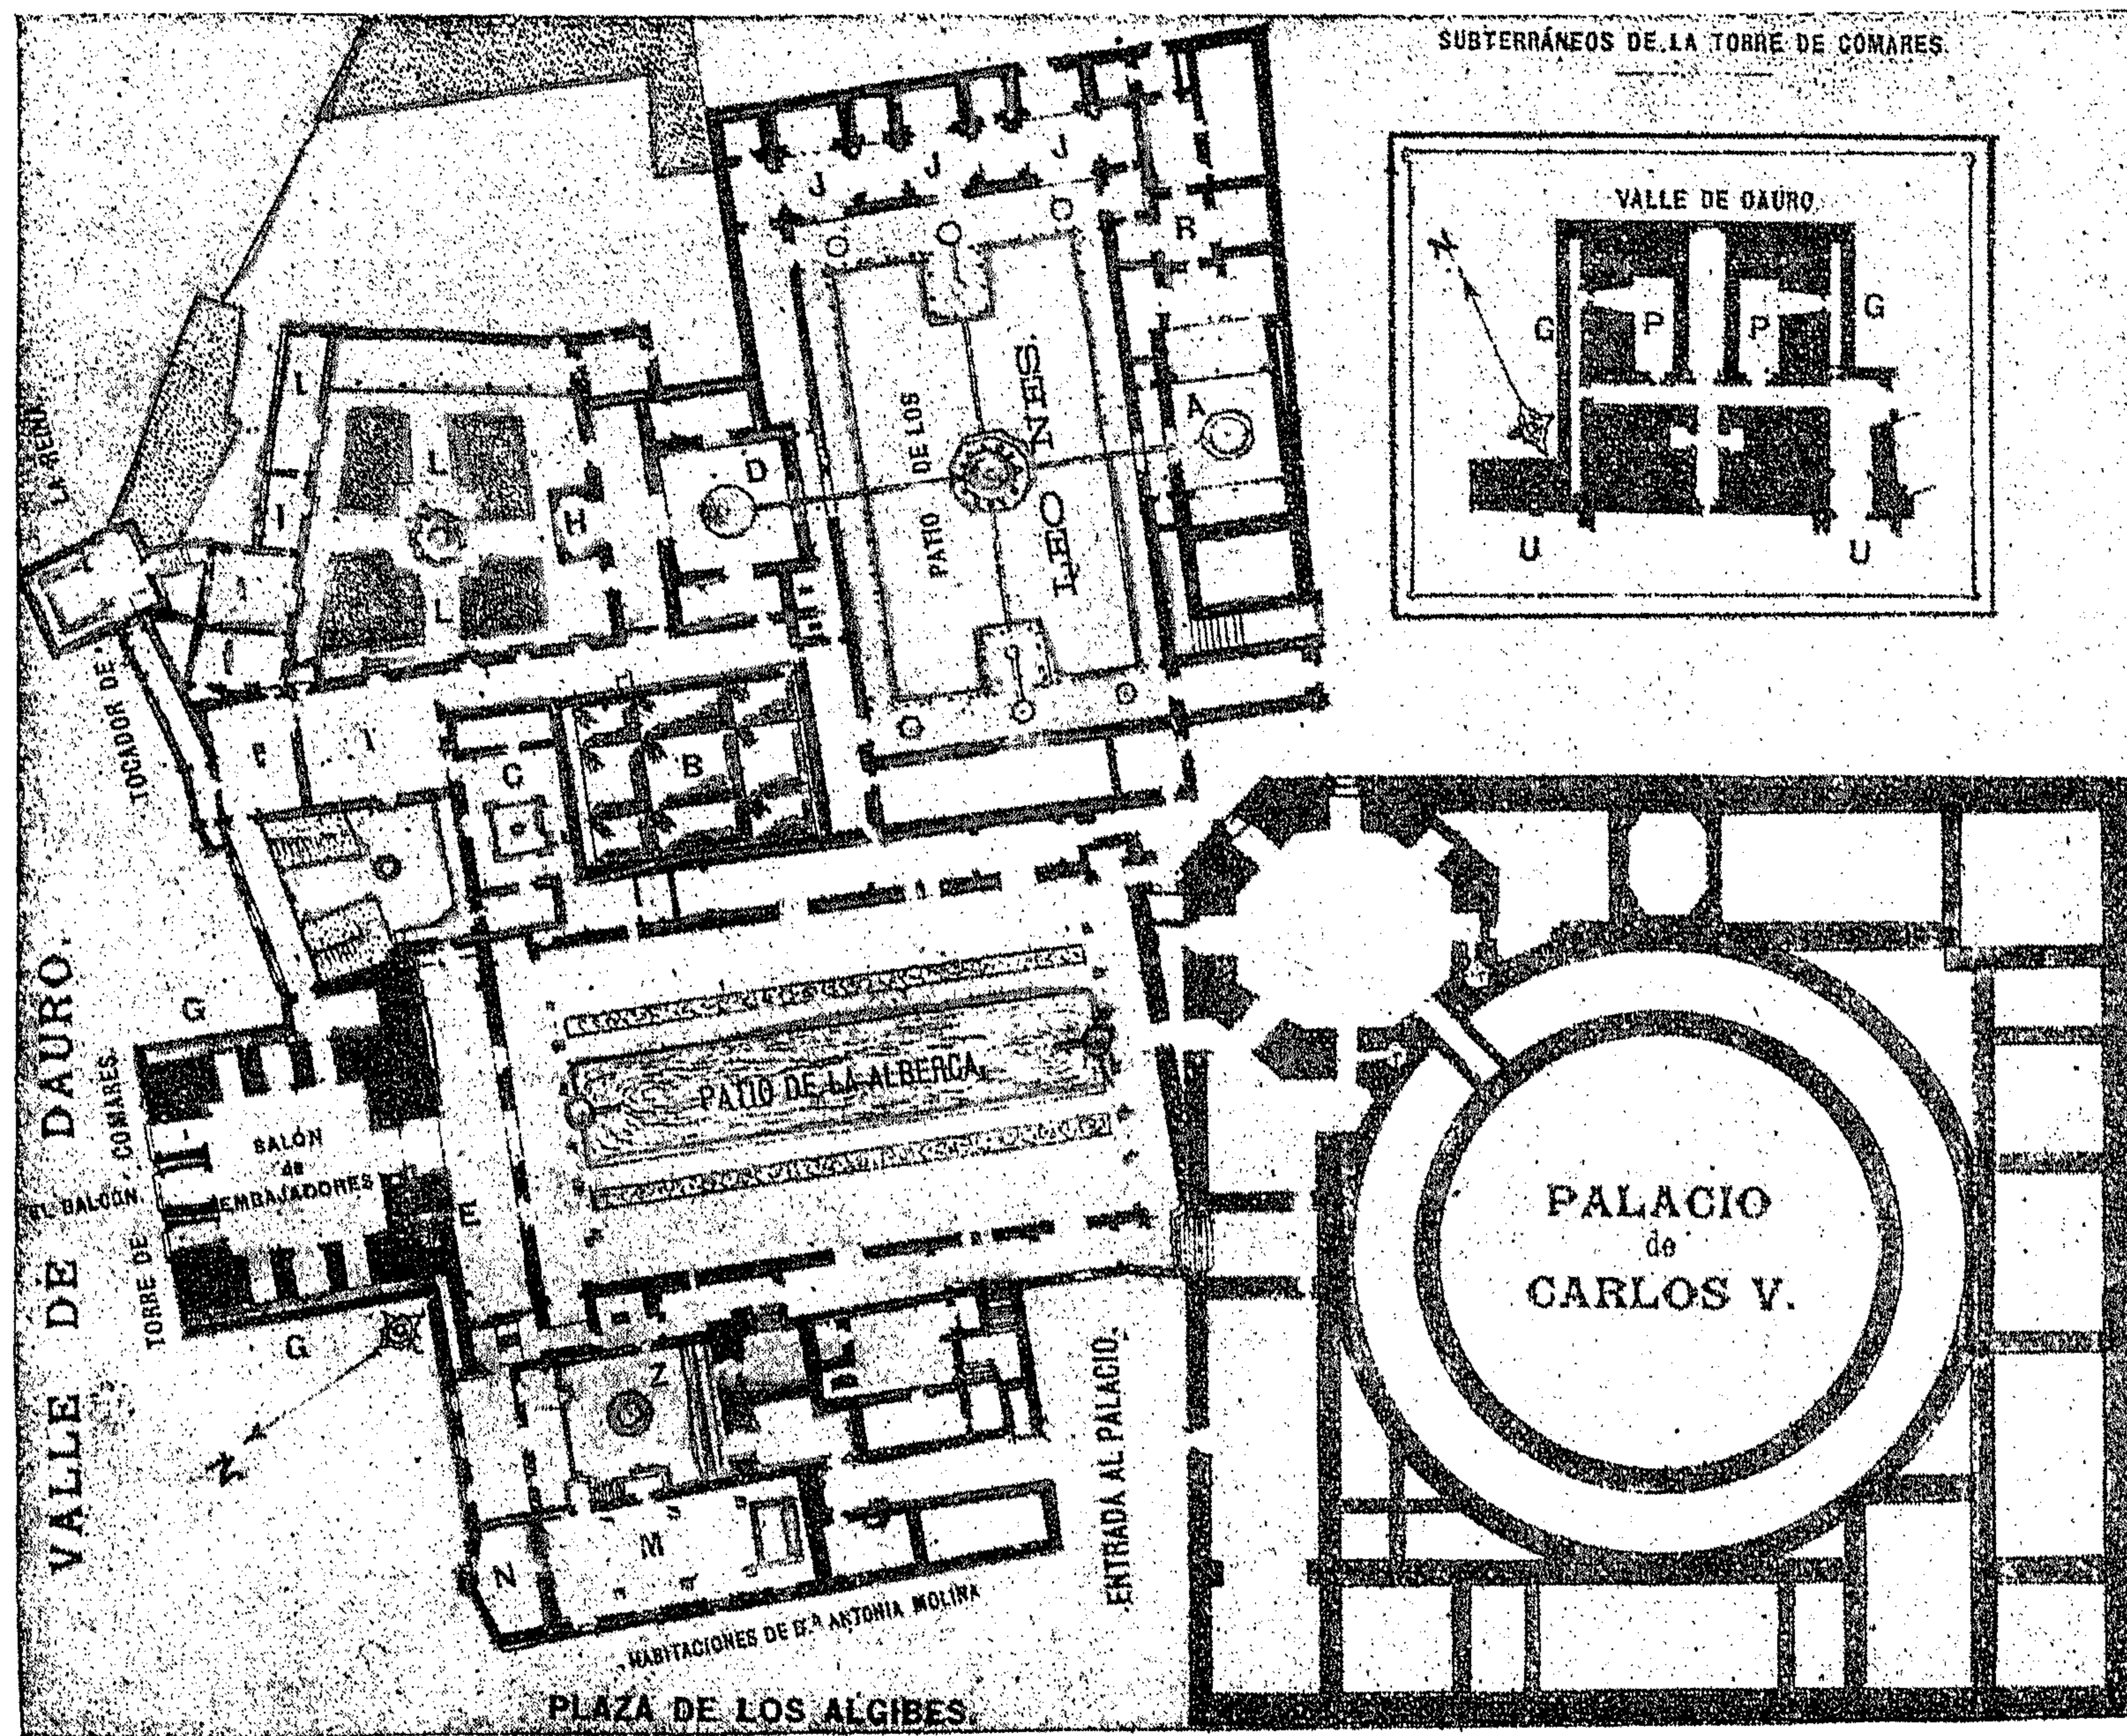 SUBTERRÁNEOS DE LA TORRE DE COMARES.
VALLE DE DAURO.
N
G
G
P
P
U
U
J
J
J
R
A
PATIO
DE LOS
LEONES.
D
H
L
L
L
I
I
I
TOCADOR DE
LA REINA.
I
C
B
G
VALLE DE DAURO.
TORRE DE COMARES.
EL BALCÓN.
SALÓN
de
EMBAJADORES
E
G
N
PATIO DE LA ALBERCA.
PALACIO
de
CARLOS V.
Z
M
N
ENTRADA AL PALACIO.
HABITACIONES DE D.ª ANTONIA MOLINA
PLAZA DE LOS ALGIBES.